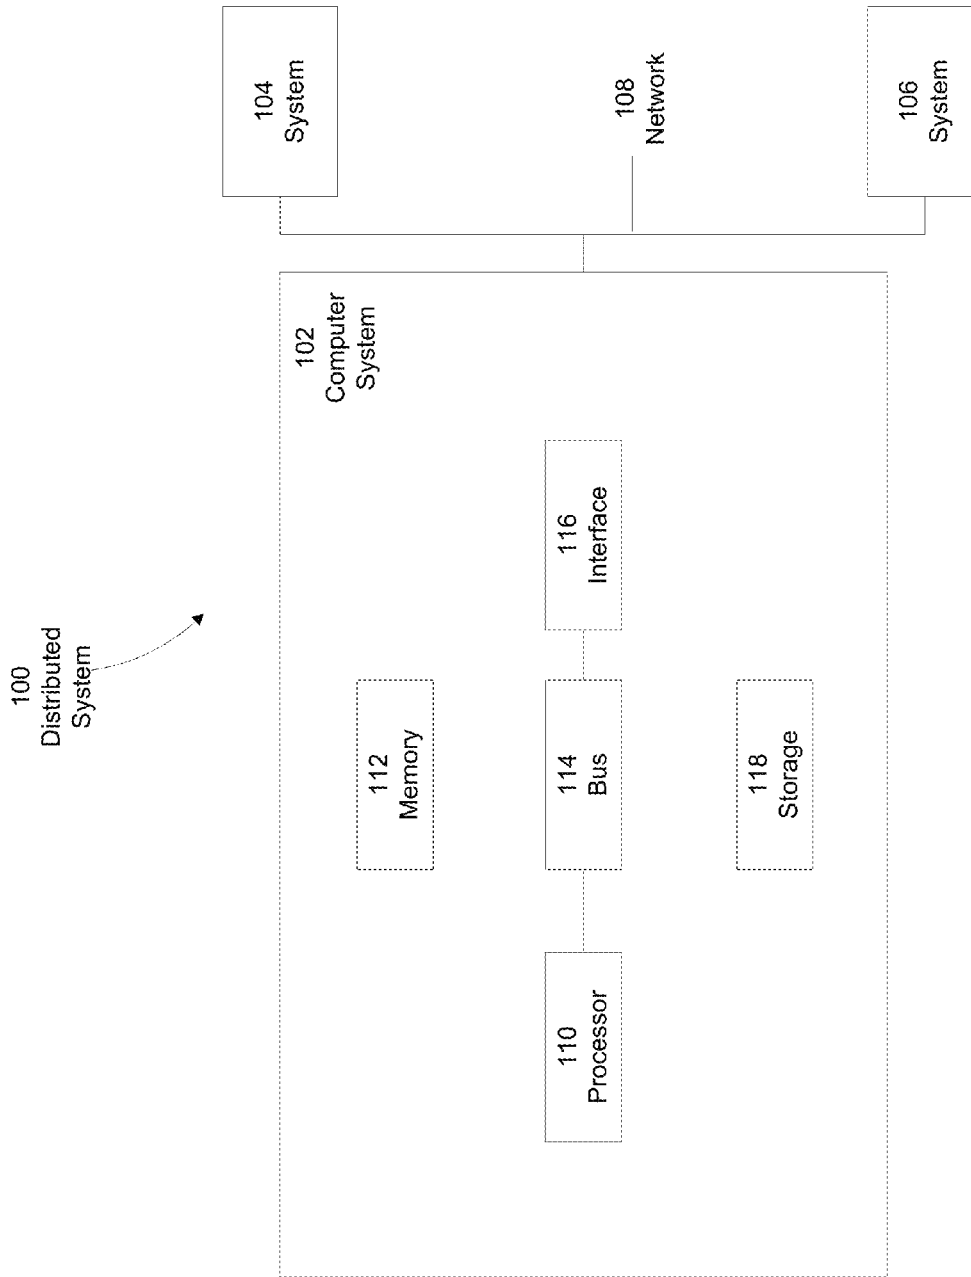 100
Distributed
System
102
Computer
System
104
System
108
Network
106
System
112
Memory
110
Processor
114
Bus
116
Interface
118
Storage